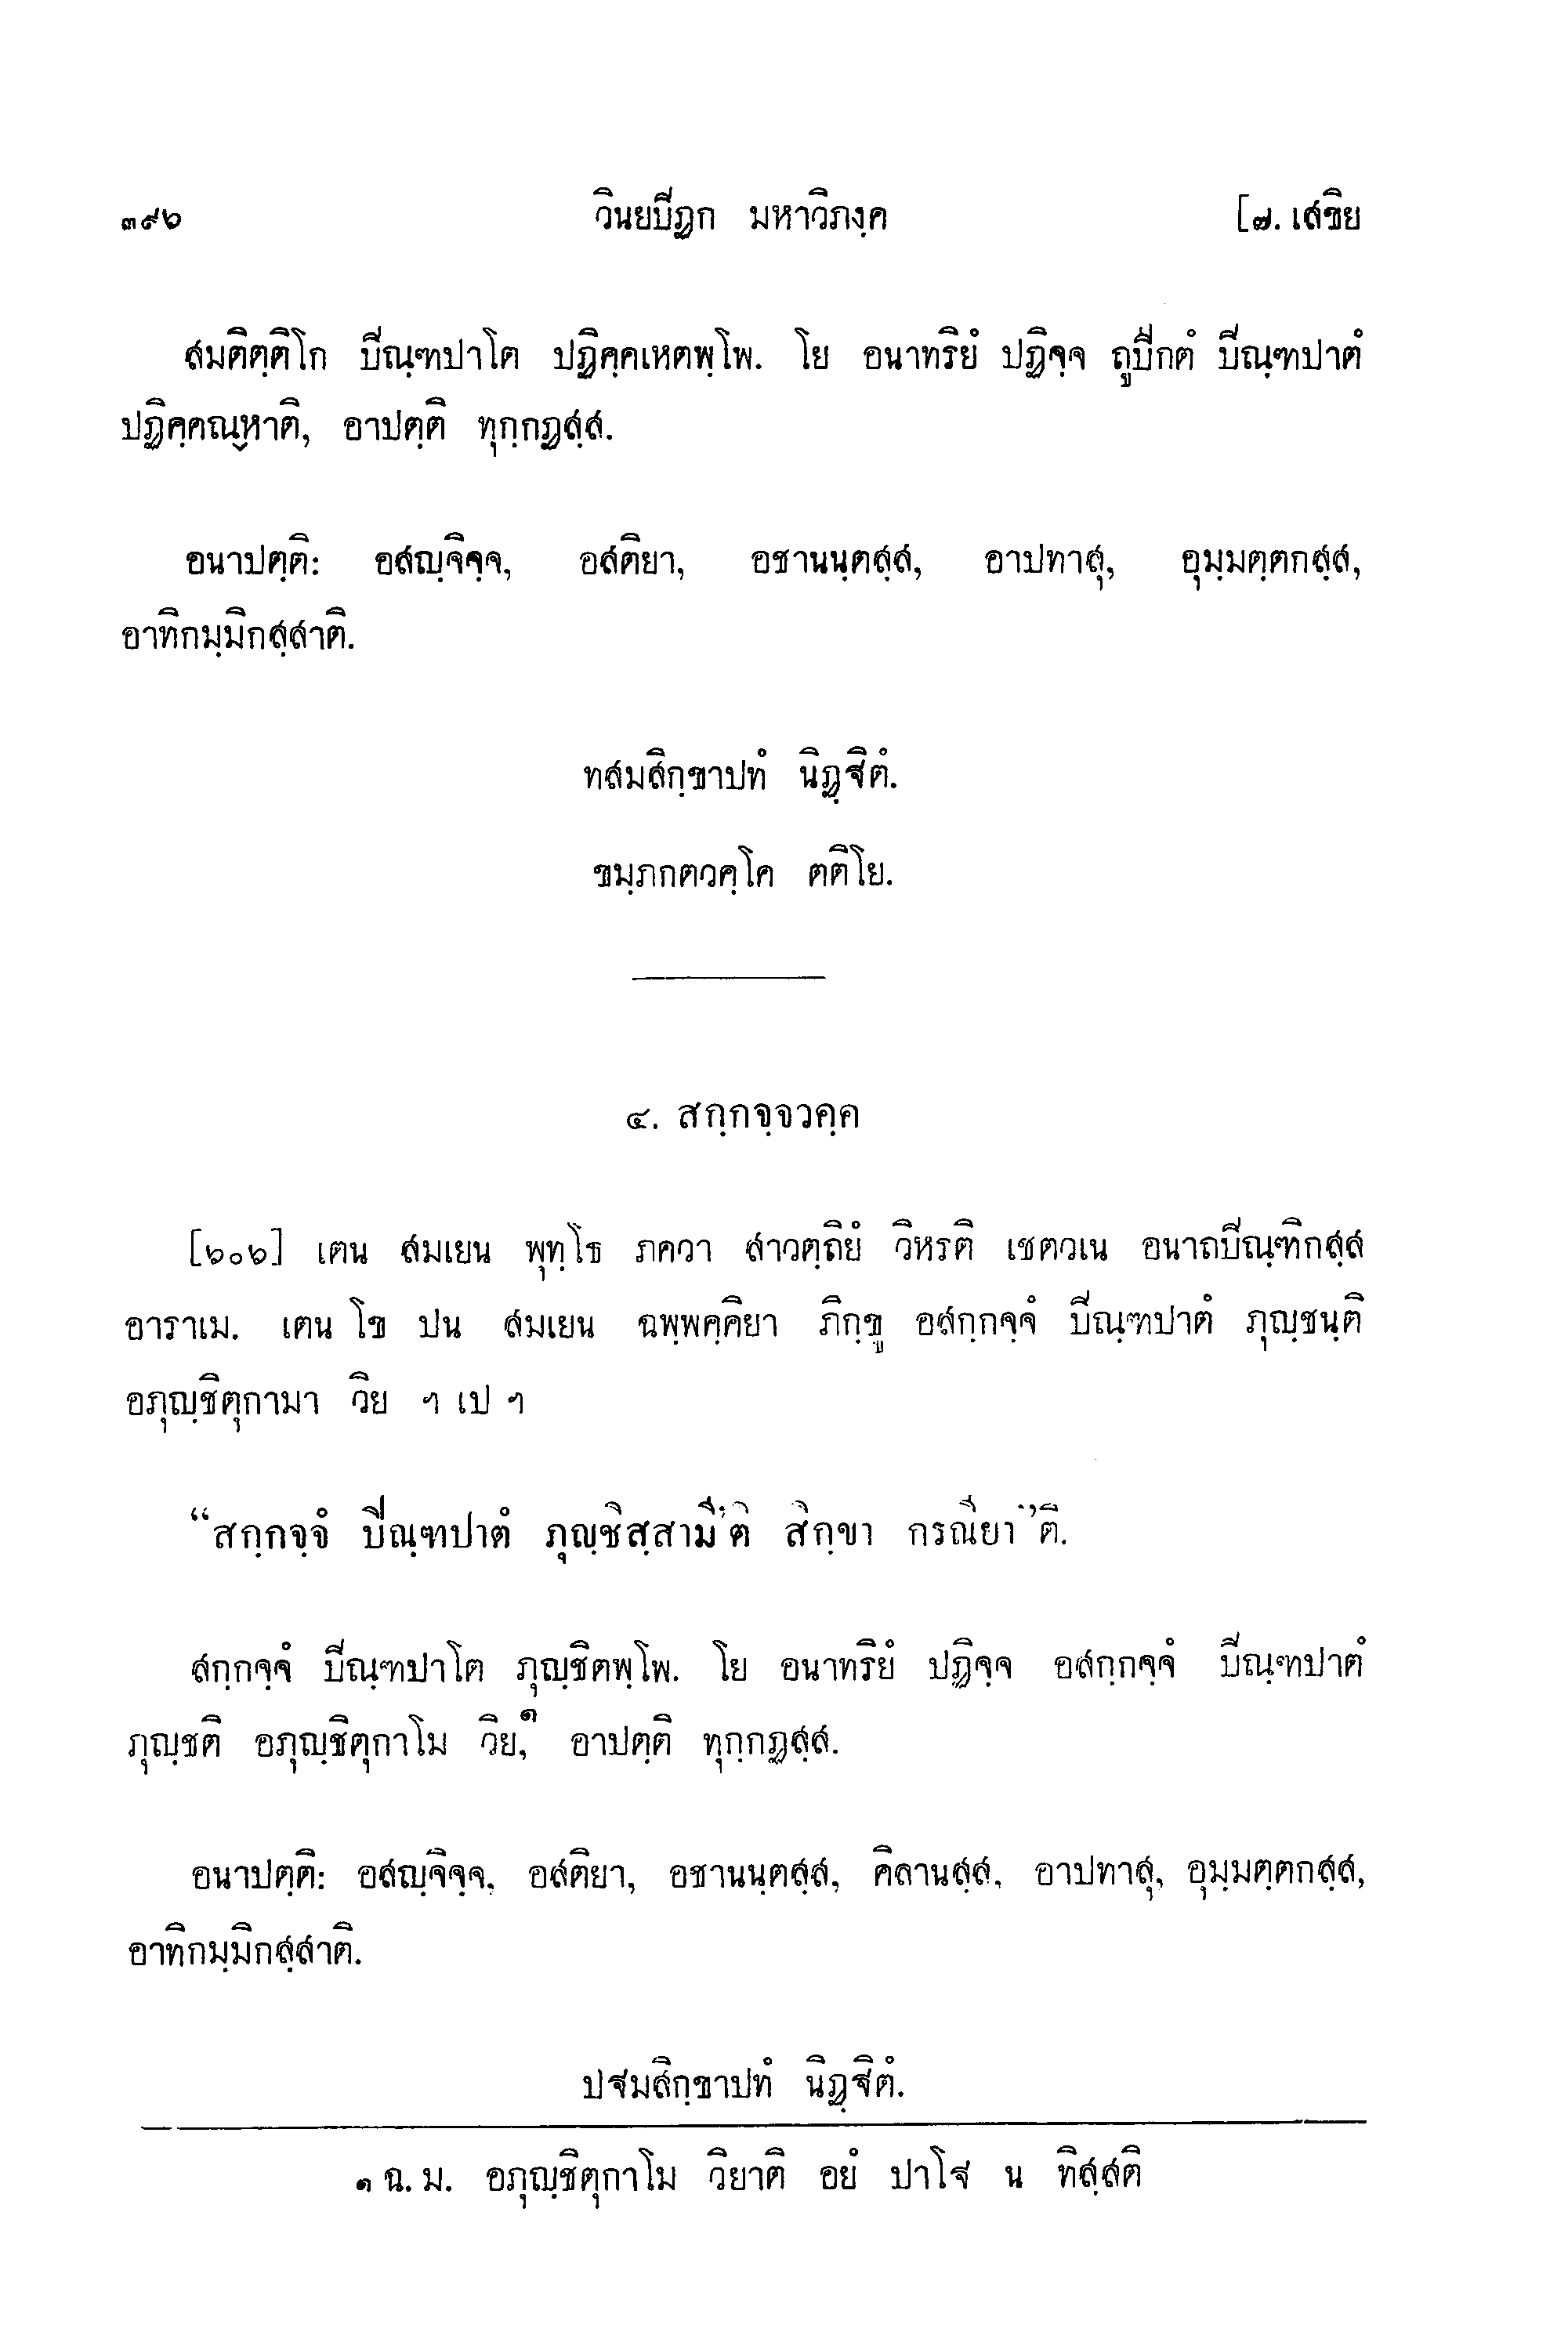 ๓๙๖ วินยปิฏก มหาวิภงฺค [๗. เสขิย
สมติตฺติโก ปิณฺฑปาโต ปฏิคฺคเหตพฺโพ. โย อนาทริยํ ปฏิจฺจ ถูปิกตํ ปิณฺฑปาตํ
ปฏิคฺคณฺหาติ, อาปตฺติ ทุกฺกฏสฺส.
อนาปตฺติ: อสญฺจิจฺจ, อสติยา, อชานนฺตสฺส, อาปทาสุ, อุมฺมตฺตกสฺส,
อาทิกมฺมิกสฺสาติ.
ทสมสิกฺขาปทํ นิฏฺฐิตํ.
ขมฺภกตวคฺโค ตติโย.
๔. สกฺกจฺจวคฺค
[๖๐๖] เตน สมเยน พุทฺโธ ภควา สาวตฺถิยํ วิหรติ เชตวเน อนาถปิณฺฑิกสฺส
อาราเม. เตน โข ปน สมเยน ฉพฺพคฺคิยา ภิกฺขู อสกฺกจฺจํ ปิณฺฑปาตํ ภุญฺชนฺติ
อภุญฺชิตุกามา วิย ฯ เป ฯ
“สกฺกจฺจํ ปิณฺฑปาตํ ภุญฺชิสฺสามี’ติ สิกฺขา กรณียา”ติ.
สกฺกจฺจํ ปิณฺฑปาโต ภุญฺชิตพฺโพ. โย อนาทริยํ ปฏิจฺจ อสกฺกจฺจํ ปิณฺฑปาตํ
ภุญฺชติ อภุญฺชิตุกาโม วิย,๑ อาปตฺติ ทุกฺกฏสฺส.
อนาปตฺติ: อสญฺจิจฺจ, อสติยา, อชานนฺตสฺส, คิลานสฺส, อาปทาสุ, อุมฺมตฺตกสฺส,
อาทิกมฺมิกสฺสาติ.
ปฐมสิกฺขาปทํ นิฏฺฐิตํ.
๑ ฉ. ม. อภุญฺชิตุกาโม วิยาติ อยํ ปาโฐ น ทิสฺสติ